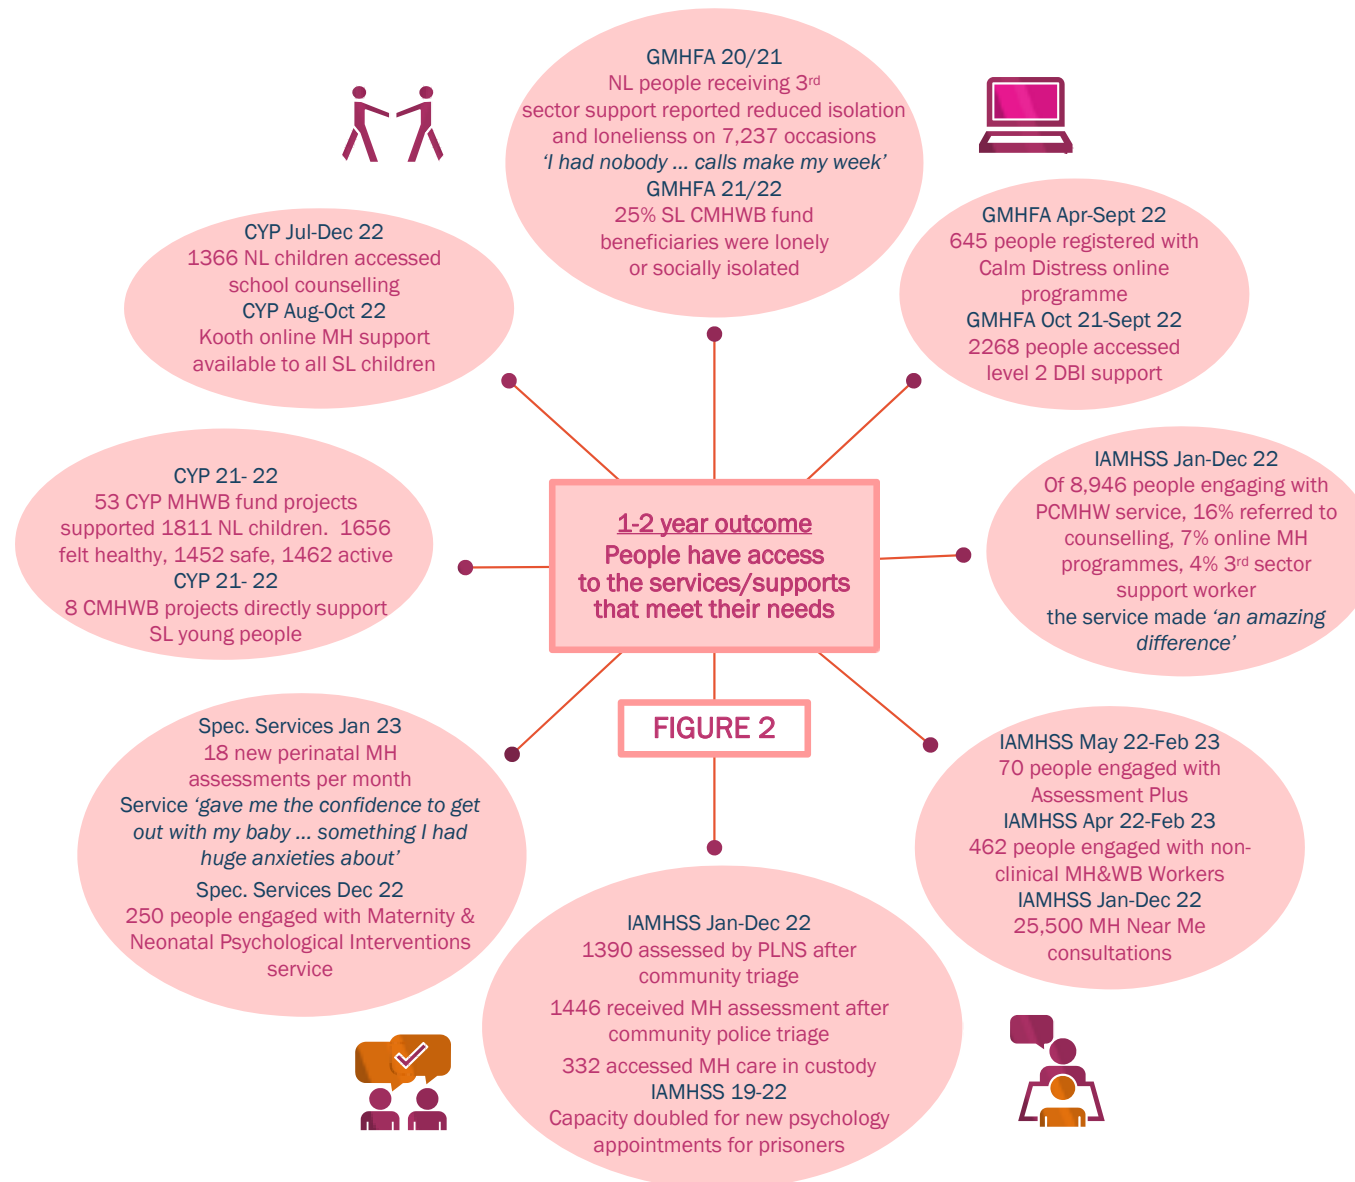 GMHFA 20/21
NL people receiving 3rd
sector support reported reduced isolation
and lonelienss on 7,237 occasions
‘I had nobody … calls make my week’
GMHFA 21/22
25% SL CMHWB fund
beneficiaries were lonely
or socially isolated
CYP Jul-Dec 22
1366 NL children accessed
school counselling
CYP Aug-Oct 22
Kooth online MH support
available to all SL children
GMHFA Apr-Sept 22
645 people registered with
Calm Distress online
programme
GMHFA Oct 21-Sept 22
2268 people accessed
level 2 DBI support
CYP 21- 22
53 CYP MHWB fund projects
supported 1811 NL children.  1656
felt healthy, 1452 safe, 1462 active
CYP 21- 22
8 CMHWB projects directly support
SL young people
1-2 year outcome
People have access
to the services/supports
that meet their needs
IAMHSS Jan-Dec 22
Of 8,946 people engaging with
PCMHW service, 16% referred to
counselling, 7% online MH
programmes, 4% 3rd sector
support worker
the service made ‘an amazing
difference’
FIGURE 2
Spec. Services Jan 23
18 new perinatal MH
assessments per month
Service ‘gave me the confidence to get
out with my baby … something I had
huge anxieties about’
Spec. Services Dec 22
250 people engaged with Maternity &
Neonatal Psychological Interventions
service
IAMHSS May 22-Feb 23
70 people engaged with
Assessment Plus
IAMHSS Apr 22-Feb 23
462 people engaged with non-
clinical MH&WB Workers
IAMHSS Jan-Dec 22
25,500 MH Near Me
consultations
IAMHSS Jan-Dec 22
1390 assessed by PLNS after
community triage
1446 received MH assessment after
community police triage
332 accessed MH care in custody
IAMHSS 19-22
Capacity doubled for new psychology
appointments for prisoners